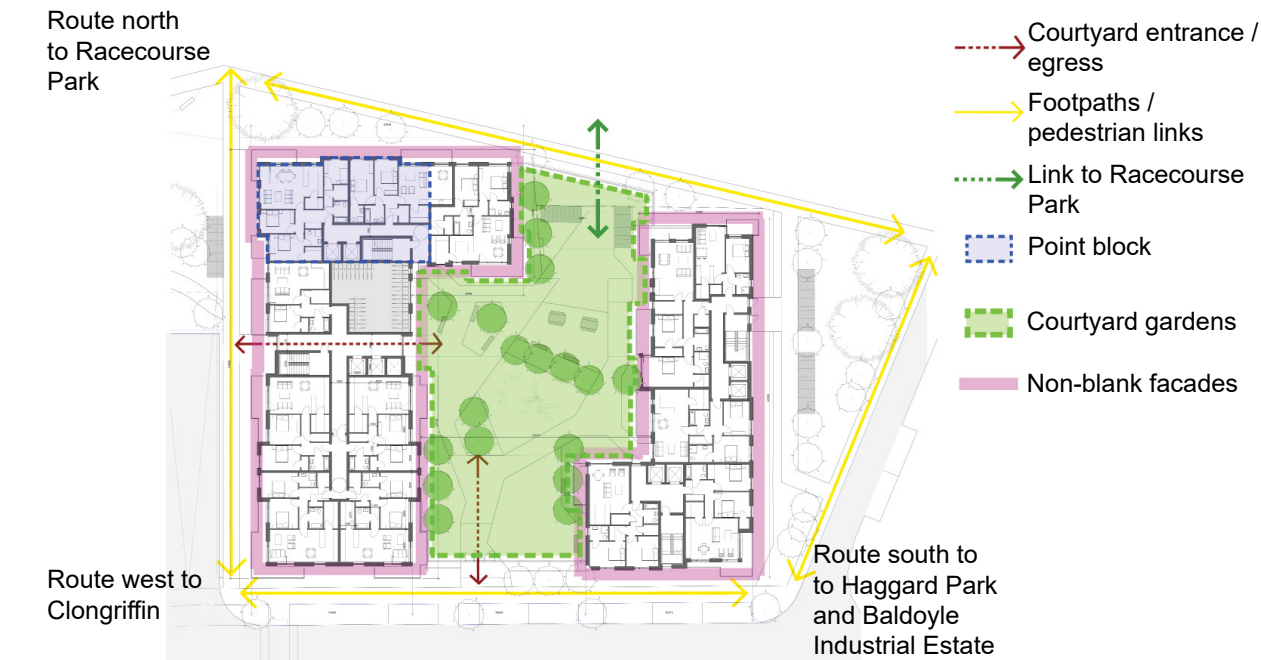 Route north
to Racecourse
Park
Courtyard entrance /
egress
Footpaths /
pedestrian links
Link to Racecourse
Park
Point block
Courtyard gardens
Non-blank facades
Route west to
Clongriffin
Route south to
to Haggard Park
and Baldoyle
Industrial Estate